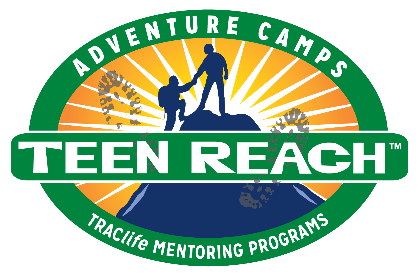 ADVENTURE CAMPS
TEEN REACH™
TRAClife MENTORING PROGRAMS